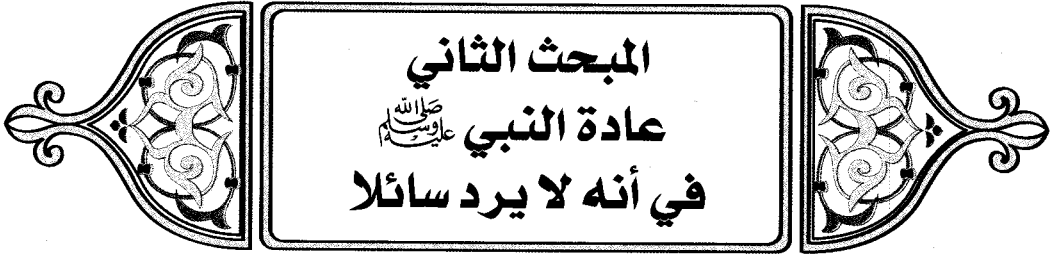 المبحث الثاني
عادة النبي ﷺ
في أنه لا يرد سائلا